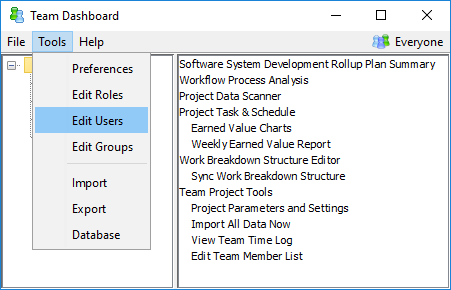 Team Dashboard
File Tools Help Everyone
Preferences
Edit Roles
Edit Users
Edit Groups
Import
Export
Database
Software System Development Rollup Plan Summary
Workflow Process Analysis
Project Data Scanner
Project Task & Schedule
Earned Value Charts
Weekly Earned Value Report
Work Breakdown Structure Editor
Sync Work Breakdown Structure
Team Project Tools
Project Parameters and Settings
Import All Data Now
View Team Time Log
Edit Team Member List